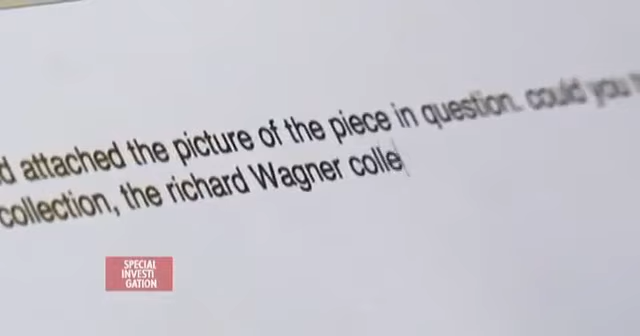 d attached the picture of the piece in question. could you
collection, the richard Wagner colle
SPECIAL
INVESTI
GATION